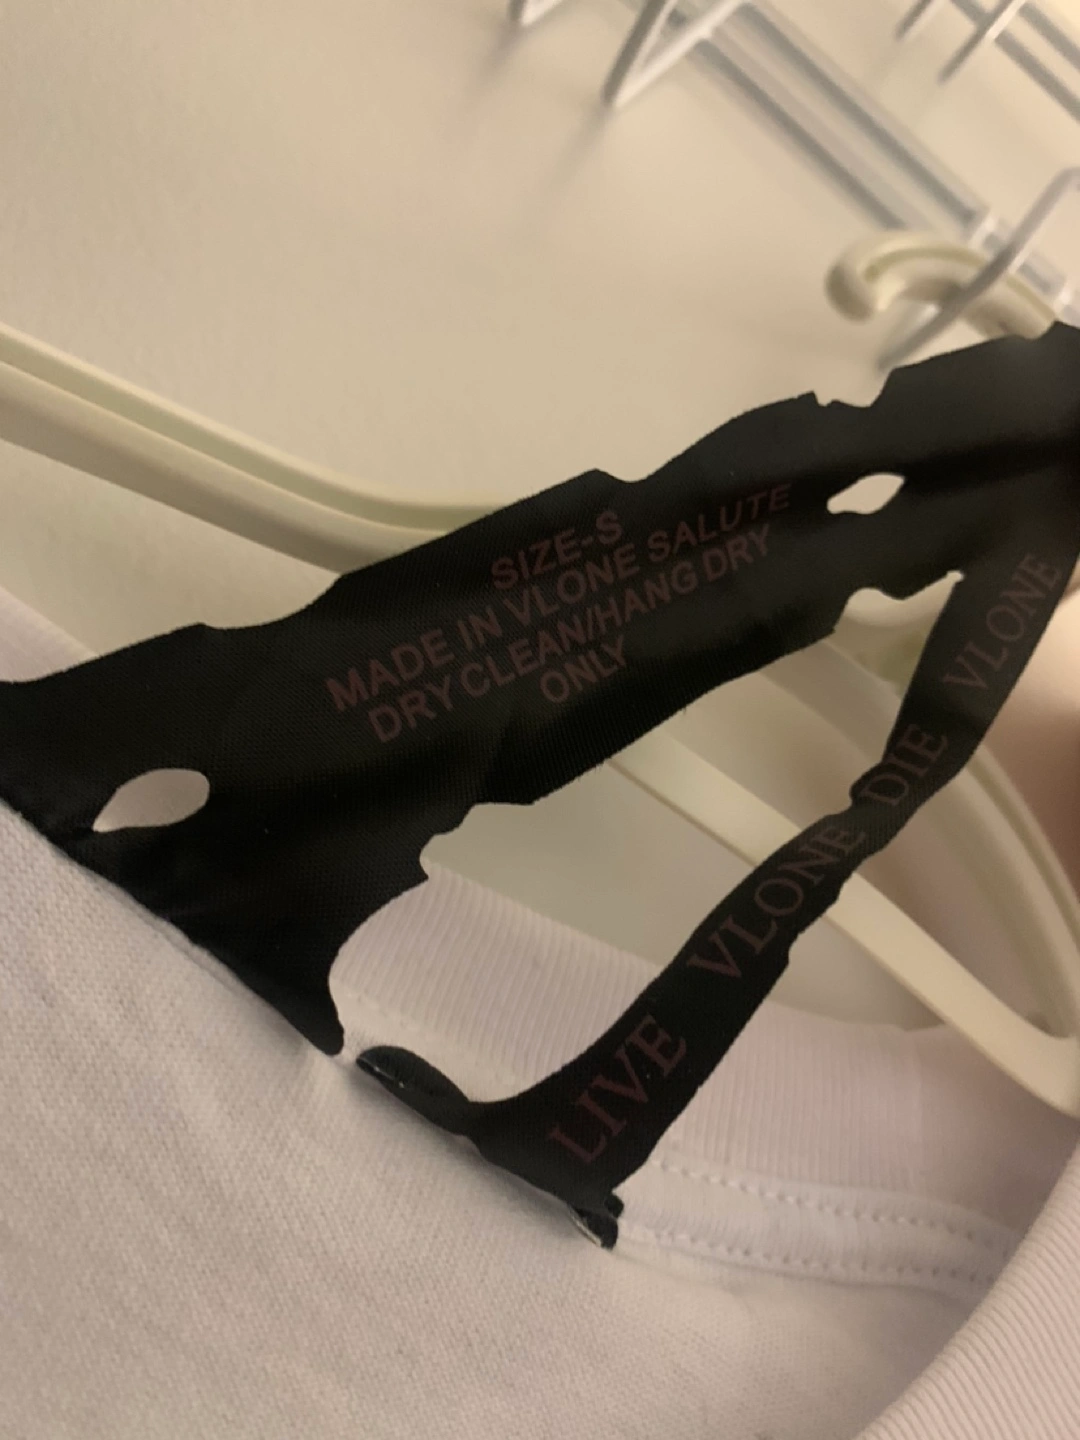 SIZE-S
MADE IN VLONE SALUTE
DRY CLEAN/HANG DRY
ONLY
LIVE VLONE DIE VLONE